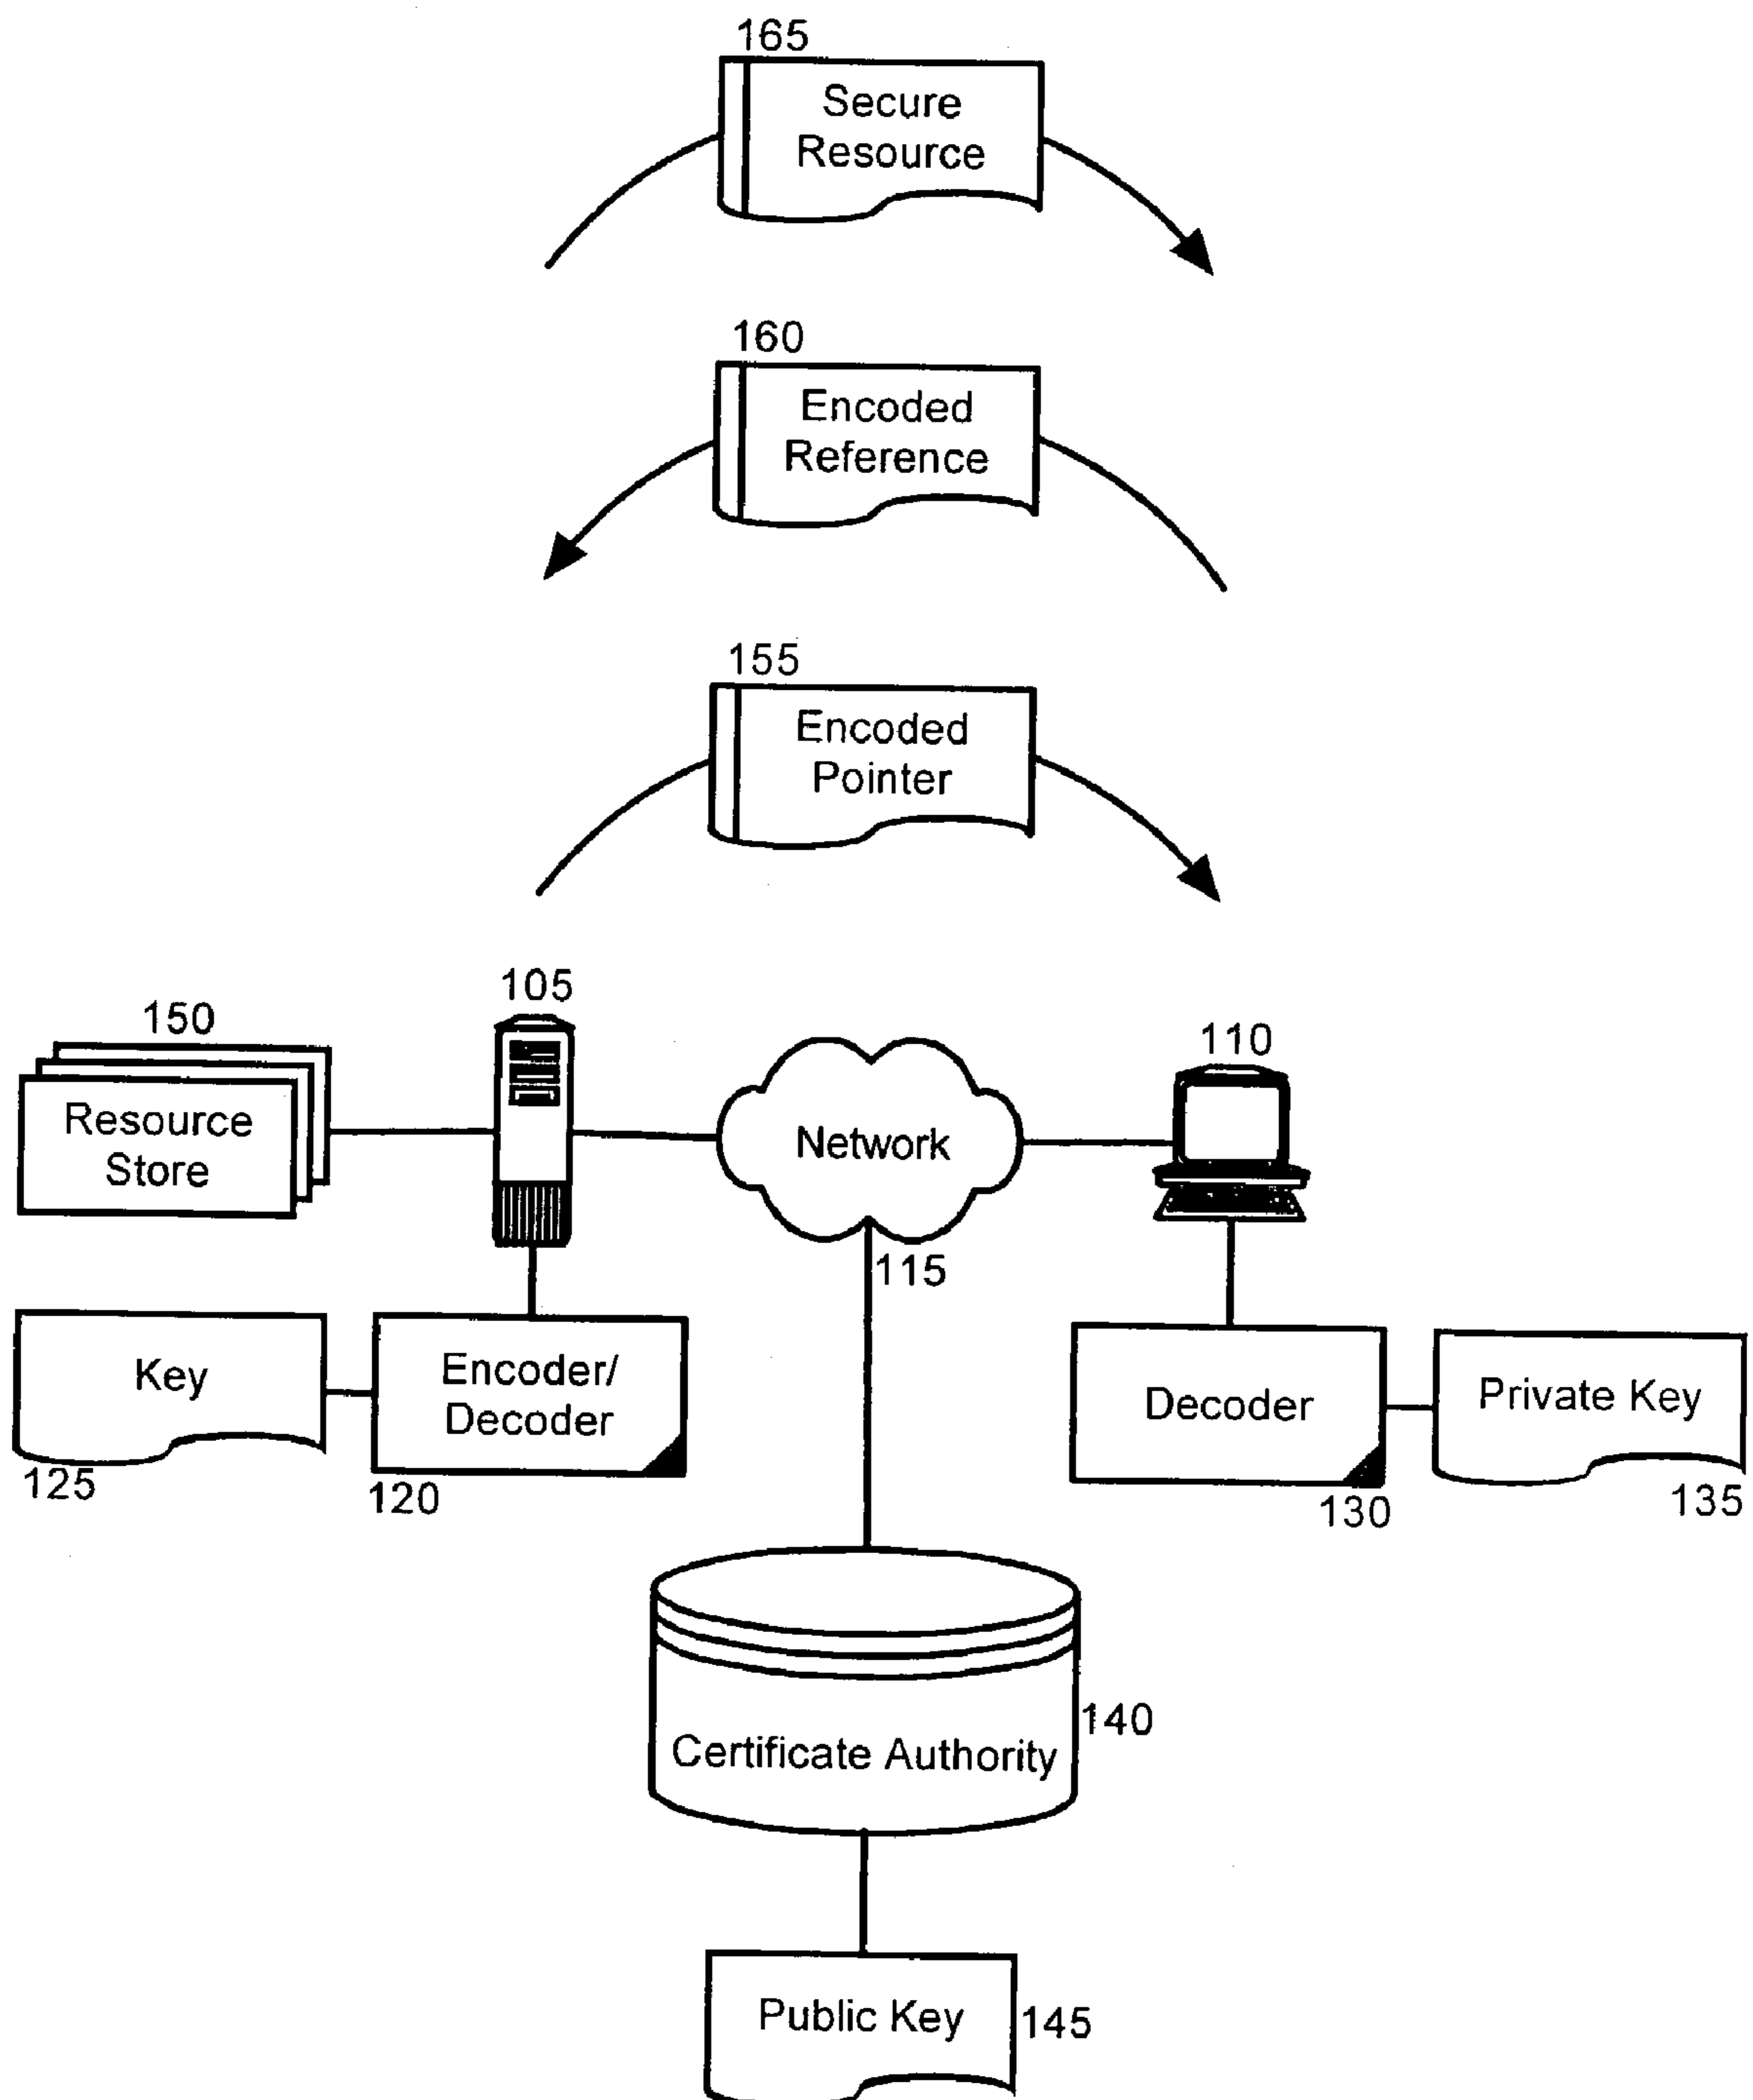 165
Secure
Resource
160
Encoded
Reference
155
Encoded
Pointer
105
150
110
Resource
Store
Network
115
Key
Encoder/
Decoder
Decoder
Private Key
125
120
130
135
140
Certificate Authority
Public Key
145